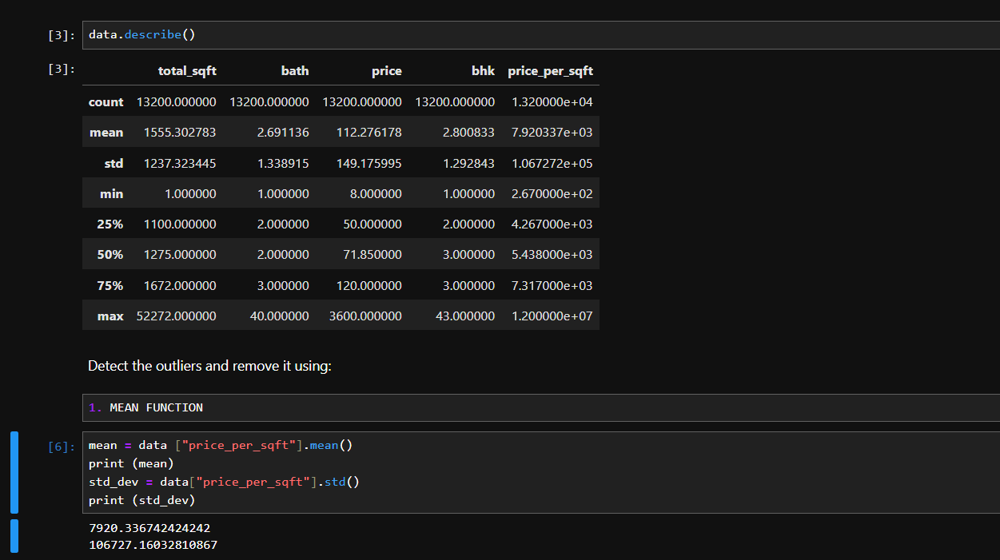 [3]: data.describe()
[3]:
total_sqft bath price bhk price_per_sqft
count 13200.000000 13200.000000 13200.000000 13200.000000 1.320000e+04
mean 1555.302783 2.691136 112.276178 2.800833 7.920337e+03
std 1237.323445 1.338915 149.175995 1.292843 1.067272e+05
min 1.000000 1.000000 8.000000 1.000000 2.670000e+02
25% 1100.000000 2.000000 50.000000 2.000000 4.267000e+03
50% 1275.000000 2.000000 71.850000 3.000000 5.438000e+03
75% 1672.000000 3.000000 120.000000 3.000000 7.317000e+03
max 52272.000000 40.000000 3600.000000 43.000000 1.200000e+07
Detect the outliers and remove it using:
1. MEAN FUNCTION
[6]: mean = data ["price_per_sqft"].mean()
print (mean)
std_dev = data["price_per_sqft"].std()
print (std_dev)
7920.336742424242
106727.16032810867